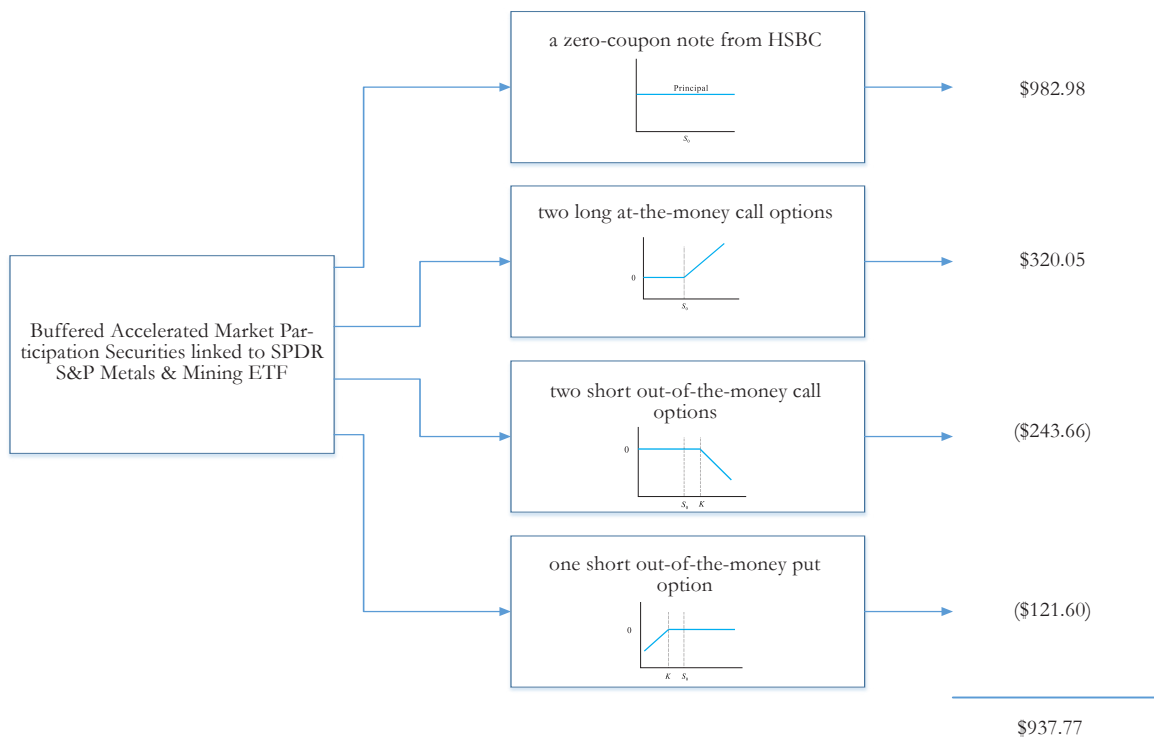 a zero-coupon note from HSBC
Principal
S₀
$982.98
two long at-the-money call options
0
S₀
$320.05
Buffered Accelerated Market Par-
ticipation Securities linked to SPDR
S&P Metals & Mining ETF
two short out-of-the-money call
options
0
S₀ K
($243.66)
one short out-of-the-money put
option
0
K S₀
($121.60)
$937.77